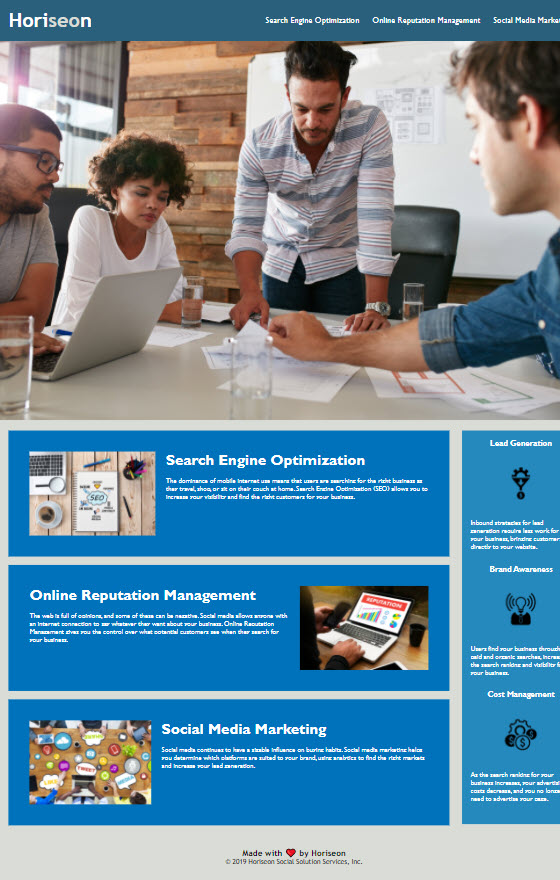 Horiseon
Search Engine Optimization
Online Reputation Management
Social Media
Search Engine Optimization
The dominance of mobile internet use means that users are searching for the right business as
they travel, shop, or sit on their couch at home. Search Engine Optimization (SEO) allows you to
increase your visibility and find the right customers for your business.
SEO
Online Reputation Management
The web is full of opinions, and some of these can be negative. Social media allows anyone with
an internet connection to say whatever they want about your business. Online Reputation
Management gives you the control over what potential customers see when they search for
your business.
REPUTATION
Social Media Marketing
Social media continues to have a sizable influence on buying habits. Social media marketing helps
you determine which platforms are suited to your brand, using analytics to find the right markets
and increase your lead generation.
TWEET
Lead Generation
Inbound strategies for lead
generation require less work for
your business, bringing customers
directly to your website.
Brand Awareness
Users find your business through
paid and organic searches,
the search ranking and visibility
your business.
Cost Management
As the search ranking for your
business increases, your
costs decrease, and you no
need to advertise your page.
Made with ❤️ by Horiseon
© 2019 Horiseon Social Solution Services, Inc.